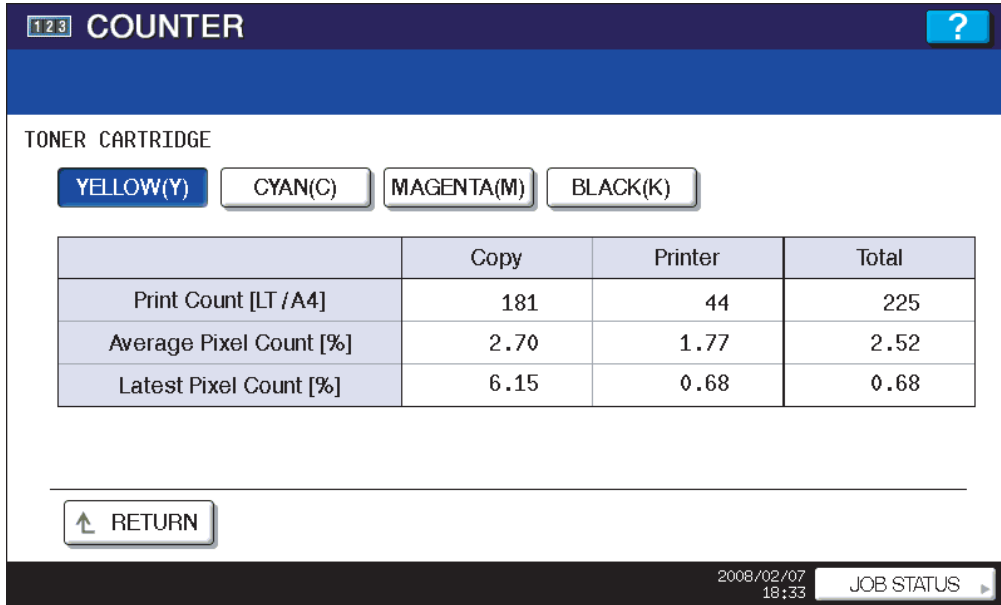 123 COUNTER ?
TONER CARTRIDGE
YELLOW(Y) CYAN(C) MAGENTA(M) BLACK(K)
Copy Printer Total
Print Count [LT / A4] 181 44 225
Average Pixel Count [%] 2.70 1.77 2.52
Latest Pixel Count [%] 6.15 0.68 0.68
RETURN
2008/02/07
18:33 JOB STATUS